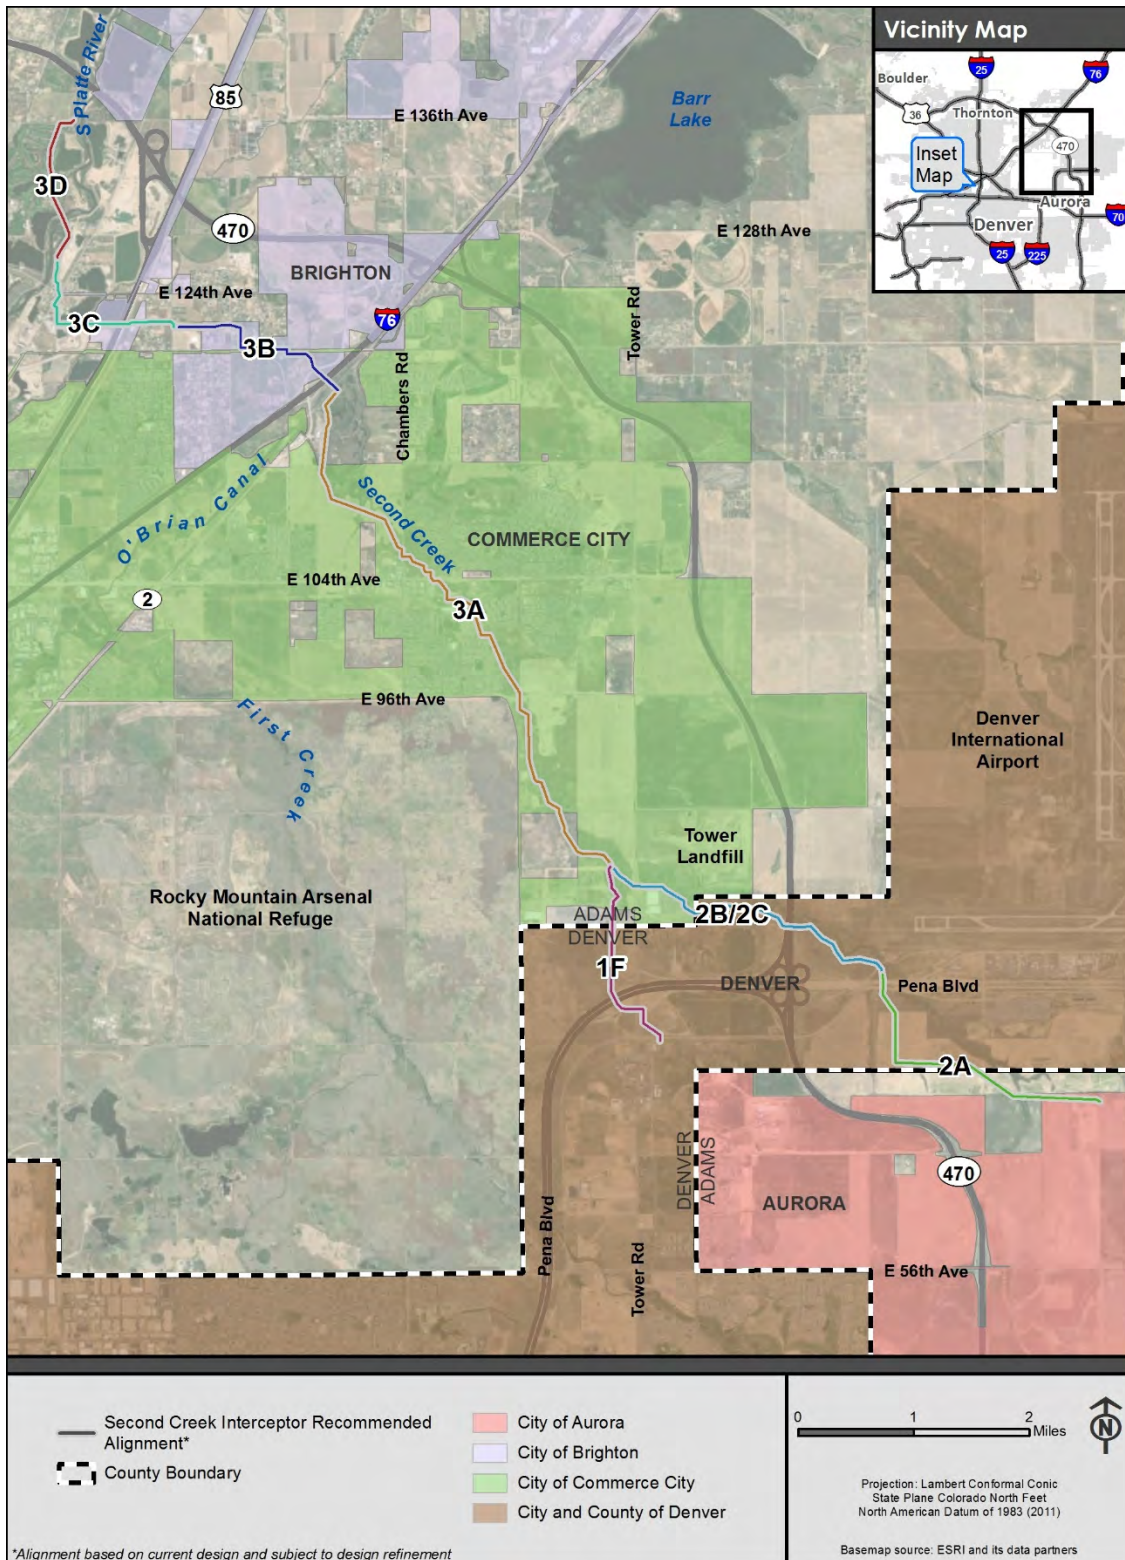 Vicinity Map
25
76
Boulder
36
Thornton
470
Inset
Map
Aurora
70
Denver
25
225
S Platte River
85
E 136th Ave
Barr
Lake
3D
470
E 128th Ave
BRIGHTON
E 124th Ave
Tower Rd
3C
76
3B
Chambers Rd
O'Brian Canal
Second Creek
COMMERCE CITY
E 104th Ave
2
3A
E 96th Ave
First Creek
Denver
International
Airport
Tower
Landfill
Rocky Mountain Arsenal
National Refuge
ADAMS
DENVER
2B/2C
1F
DENVER
Pena Blvd
2A
DENVER
ADAMS
470
AURORA
Pena Blvd
Tower Rd
E 56th Ave
Second Creek Interceptor Recommended
Alignment*
County Boundary
City of Aurora
City of Brighton
City of Commerce City
City and County of Denver
0 1 2
Miles
N
Projection: Lambert Conformal Conic
State Plane Colorado North Feet
North American Datum of 1983 (2011)
Basemap source: ESRI and its data partners
*Alignment based on current design and subject to design refinement